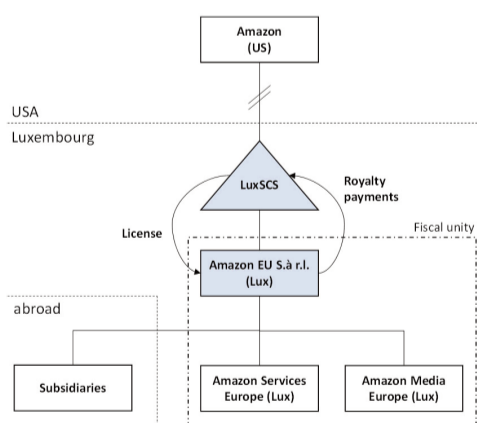 Amazon
(US)
USA
Luxembourg
LuxSCS
Royalty
payments
License
Fiscal unity
Amazon EU S.à r.l.
(Lux)
abroad
Subsidiaries
Amazon Services
Europe (Lux)
Amazon Media
Europe (Lux)